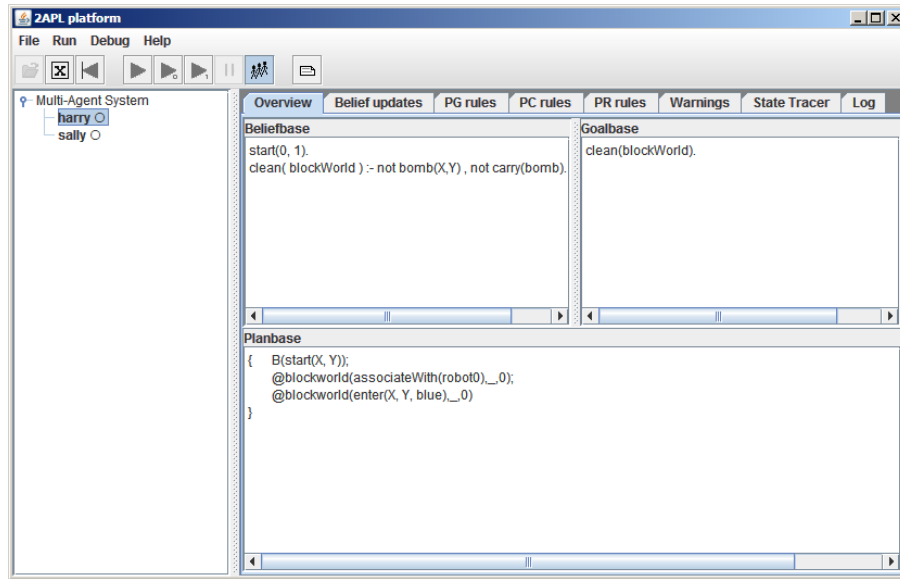 2APL platform
File Run Debug Help
Multi-Agent System
harry
sally
Overview Belief updates PG rules PC rules PR rules Warnings State Tracer Log
Beliefbase
start(0, 1).
clean( blockWorld ) :- not bomb(X,Y) , not carry(bomb).
Goalbase
clean(blockWorld).
Planbase
{ B(start(X, Y));
@blockworld(associateWith(robot0),_,0);
@blockworld(enter(X, Y, blue),_,0)
}